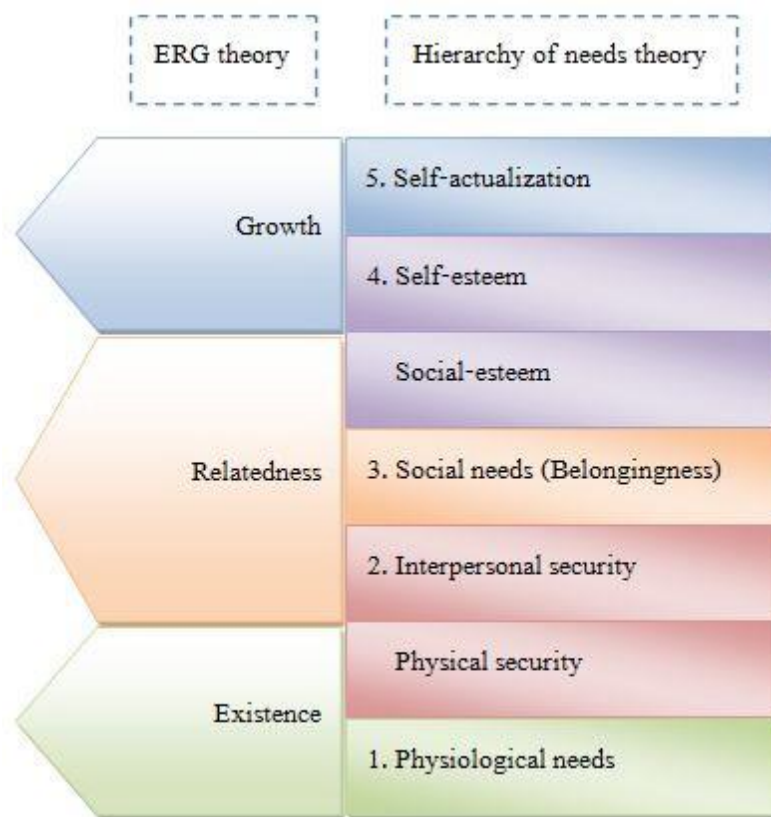 ERG theory
Hierarchy of needs theory
Growth
5. Self-actualization
4. Self-esteem
Social-esteem
Relatedness
3. Social needs (Belongingness)
2. Interpersonal security
Physical security
Existence
1. Physiological needs